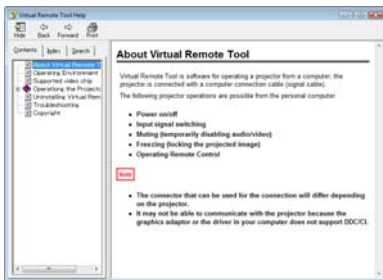 Virtual Remote Tool Help
Hide Back Forward Print
Contents Index Search
About Virtual Remote T
Operating Environment
Supported video chip
Operationg the Projecto
Uninstalling Virtual Rem
Troubleshooting
Copyright
About Virtual Remote Tool
Virtual Remote Tool is software for operating a projector from a computer; the
projector is connected with a computer connection cable (signal cable).
The following projector operations are possible from the personal computer:
• Power on/off
• Input signal switching
• Muting (temporarily disabling audio/video)
• Freezing (locking the projected image)
• Operating Remote Control
Note
• The connector that can be used for the connection will differ depending
on the projector.
• It may not be able to communicate with the projector because the
graphics adaptor or the driver in your computer does not support DDC/CI.